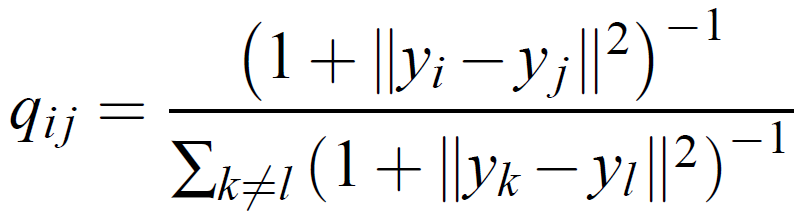 q_{ij} = \frac{(1 + \|y_i - y_j\|^2)^{-1}}{\sum_{k \neq l} (1 + \|y_k - y_l\|^2)^{-1}}